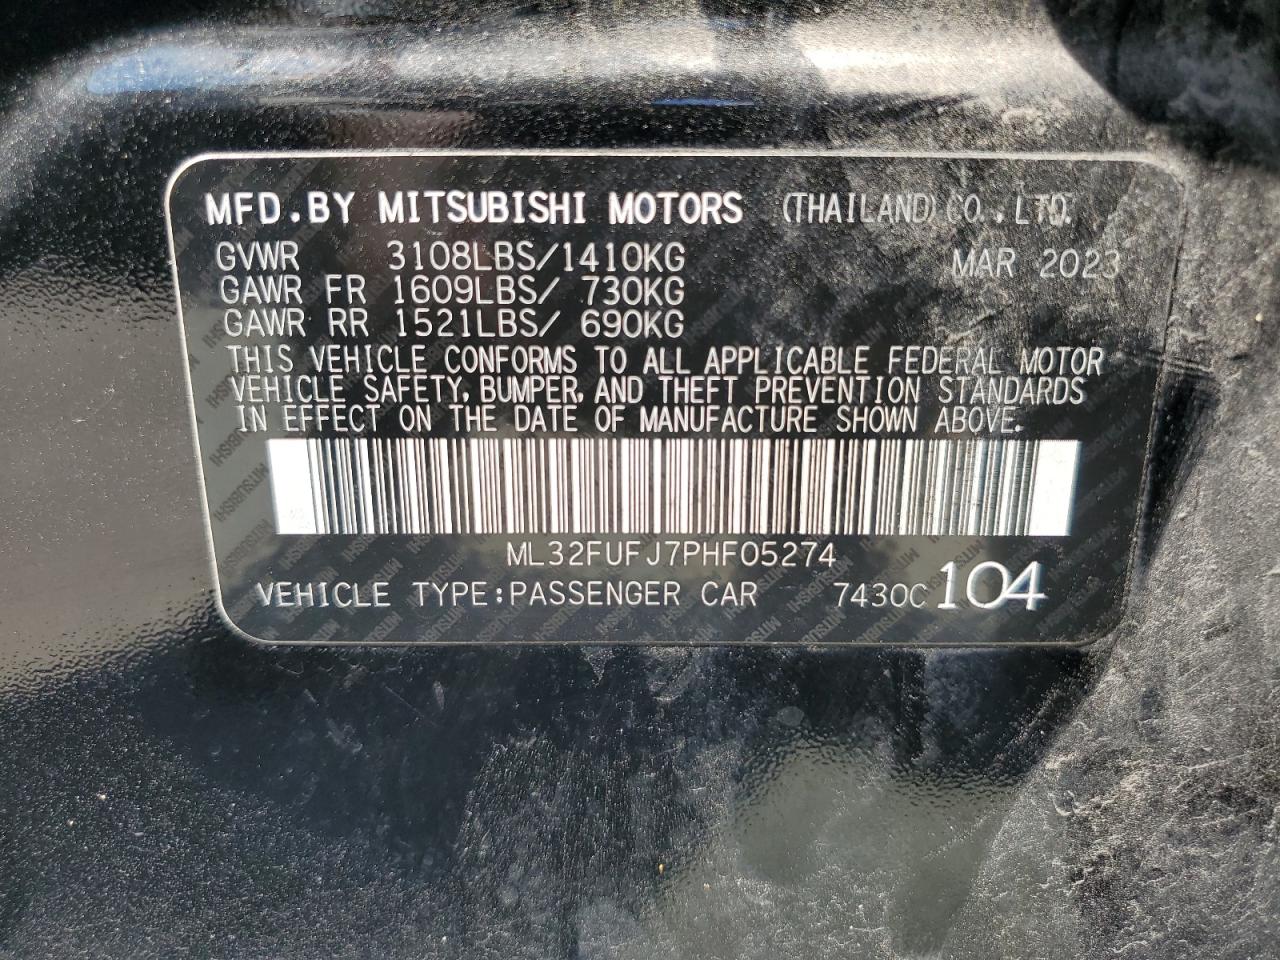 MFD.BY MITSUBISHI MOTORS (THAILAND) CO.,LTD.
GVWR 3108LBS/1410KG MAR 2023
GAWR FR 1609LBS/ 730KG
GAWR RR 1521LBS/ 690KG
THIS VEHICLE CONFORMS TO ALL APPLICABLE FEDERAL MOTOR
VEHICLE SAFETY, BUMPER, AND THEFT PREVENTION STANDARDS
IN EFFECT ON THE DATE OF MANUFACTURE SHOWN ABOVE.
ML32FUFJ7PHF05274
VEHICLE TYPE:PASSENGER CAR 7430C 104